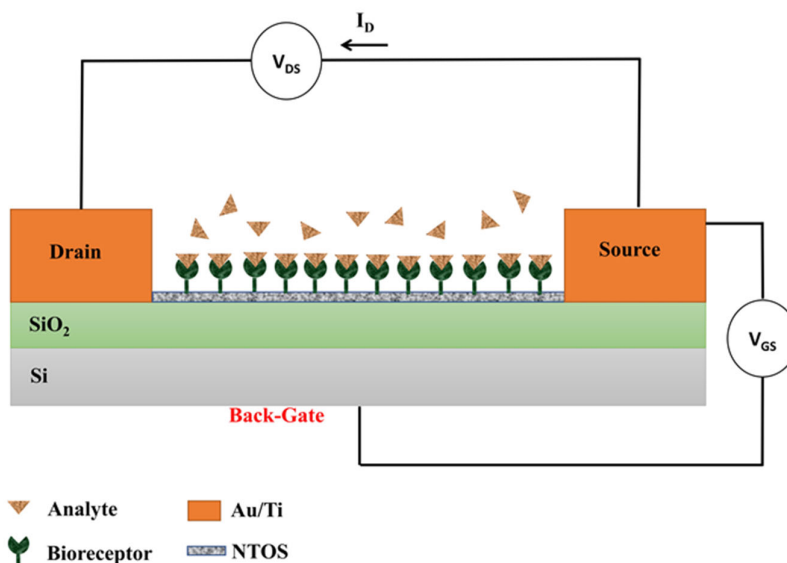 I_D
V_DS
Drain
Source
SiO₂
V_GS
Si
Back-Gate
Analyte
Au/Ti
Bioreceptor
NTOS